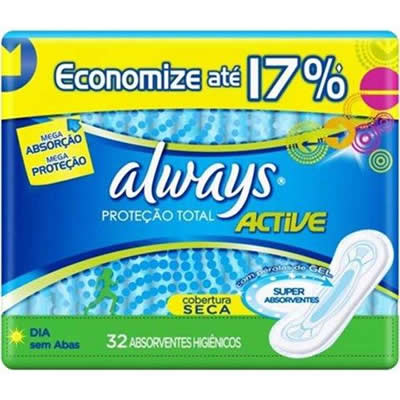 Economize até 17%
MEGA
ABSORÇÃO
MEGA
PROTEÇÃO
always®
PROTEÇÃO TOTAL
ACTIVE
com pérolas de GEL
SUPER
ABSORVENTES
cobertura
SECA
DIA
sem Abas
32 ABSORVENTES HIGIÊNICOS